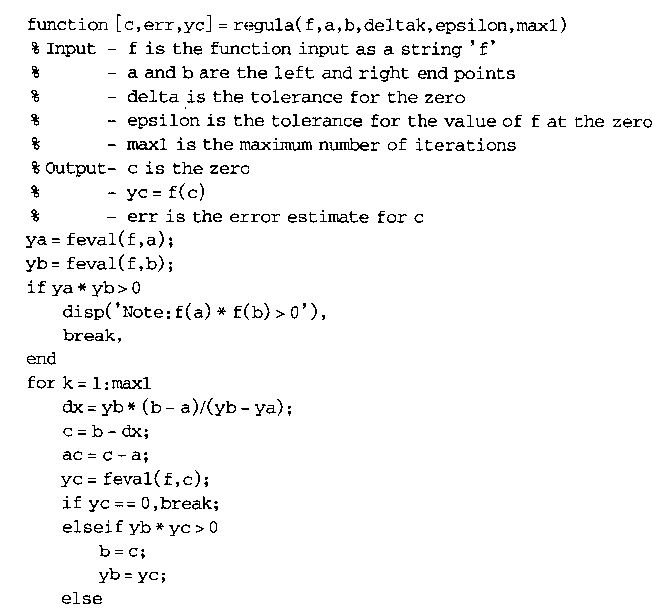 function [c,err,yc]=regula(f,a,b,deltak,epsilon,max1)
% Input - f is the function input as a string 'f'
% - a and b are the left and right end points
% - delta is the tolerance for the zero
% - epsilon is the tolerance for the value of f at the zero
% - max1 is the maximum number of iterations
% Output- c is the zero
% - yc=f(c)
% - err is the error estimate for c
ya=feval(f,a);
yb=feval(f,b);
if ya*yb>0
disp('Note:f(a)*f(b)>0'),
break,
end
for k=1:max1
dx=yb*(b-a)/(yb-ya);
c=b-dx;
ac=c-a;
yc=feval(f,c);
if yc==0,break;
elseif yb*yc>0
b=c;
yb=yc;
else